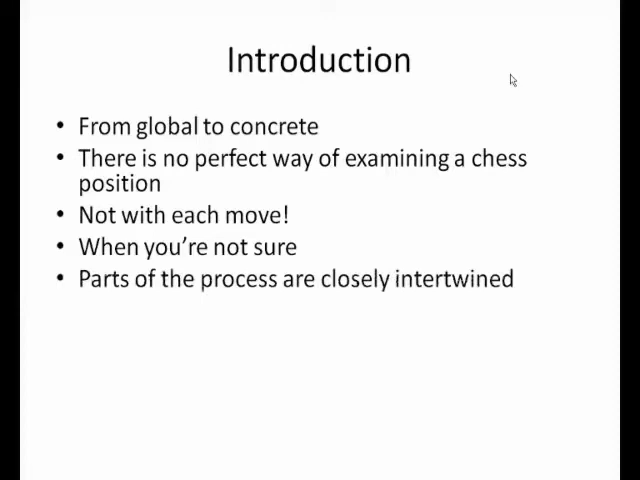 Introduction
• From global to concrete
• There is no perfect way of examining a chess
position
• Not with each move!
• When you're not sure
• Parts of the process are closely intertwined